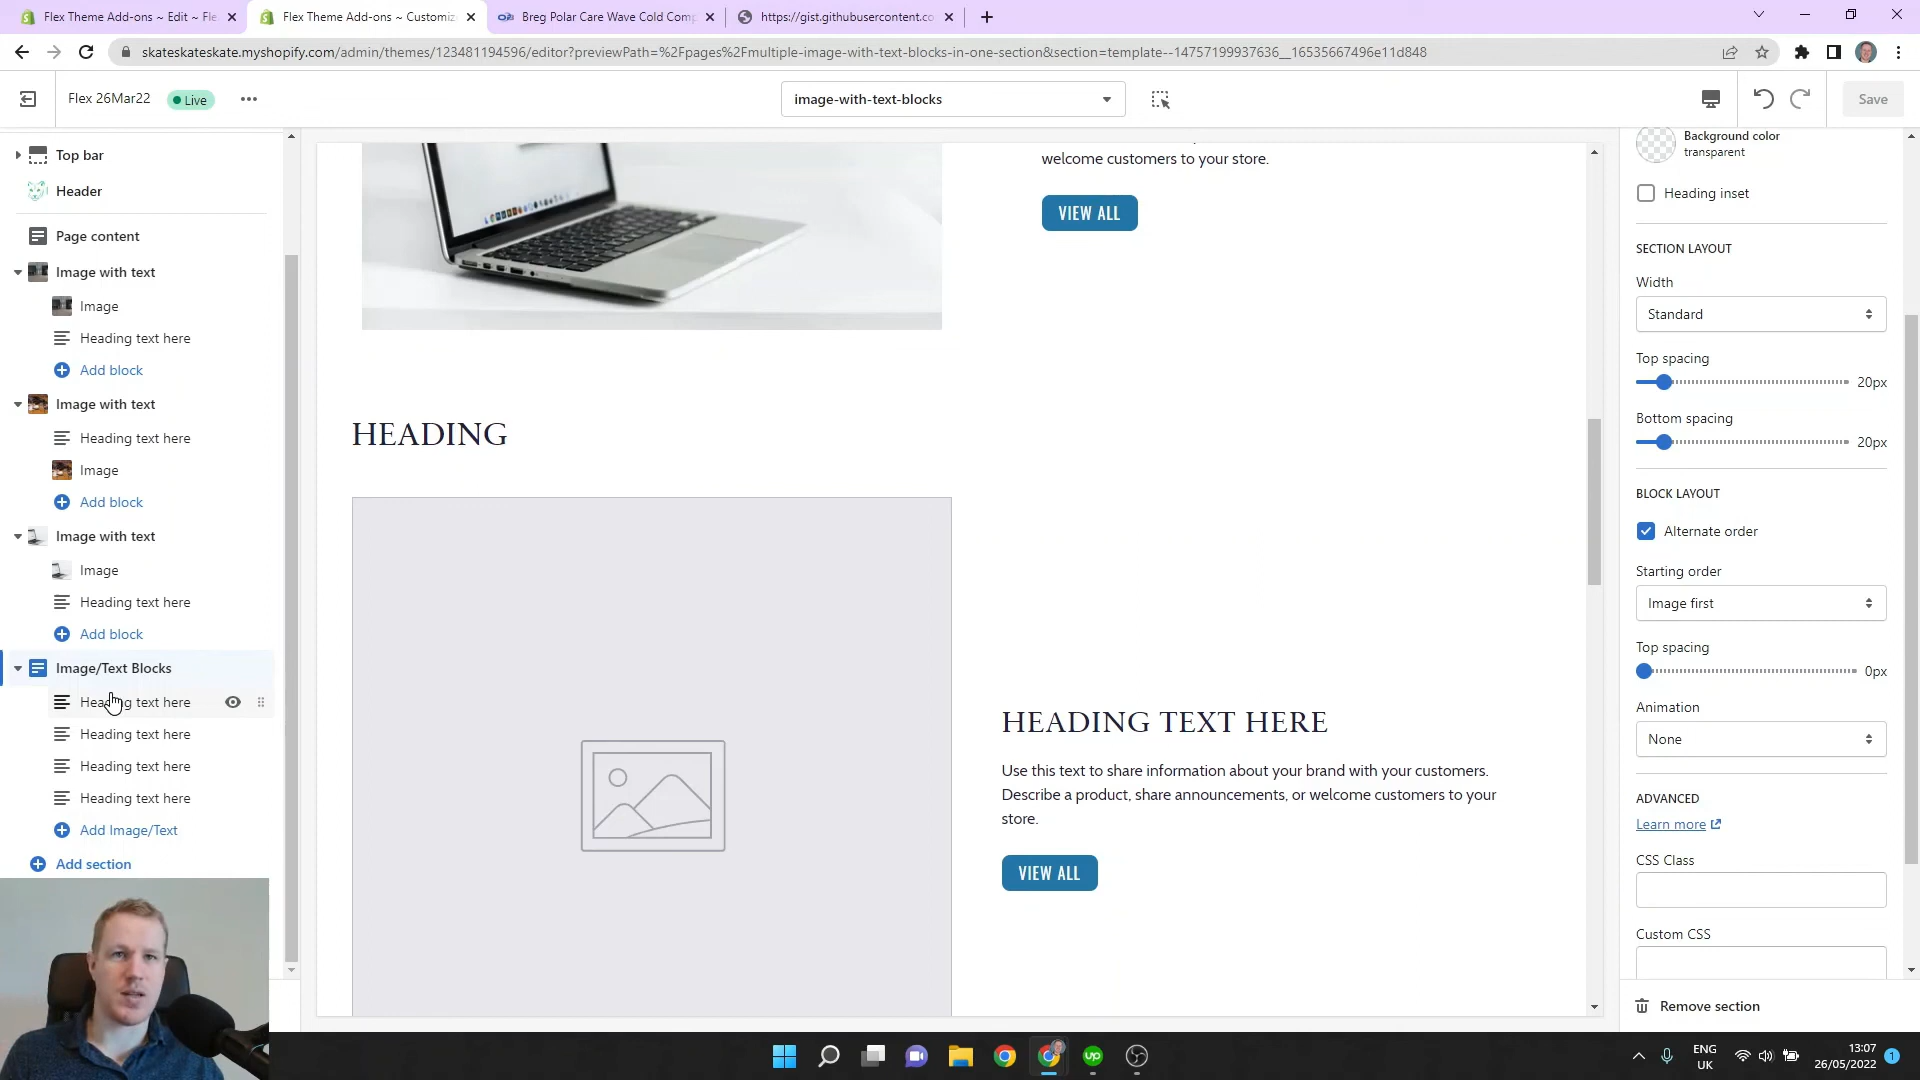 Flex Theme Add-ons ~ Edit ~ Fle
Flex Theme Add-ons ~ Customiz
Breg Polar Care Wave Cold Comp
https://gist.githubusercontent.co
skateskateskate.myshopify.com/admin/themes/123481194596/editor?previewPath=%2Fpages%2Fmultiple-image-with-text-blocks-in-one-section&section=template--14757199937636__16535667496e11d848
Flex 26Mar22
Live
image-with-text-blocks
Save
Top bar
Header
Page content
Image with text
Image
Heading text here
Add block
Image with text
Heading text here
Image
Add block
Image with text
Image
Heading text here
Add block
Image/Text Blocks
Heading text here
Heading text here
Heading text here
Heading text here
Add Image/Text
Add section
welcome customers to your store.
VIEW ALL
HEADING
HEADING TEXT HERE
Use this text to share information about your brand with your customers.
Describe a product, share announcements, or welcome customers to your
store.
VIEW ALL
Background color
transparent
Heading inset
SECTION LAYOUT
Width
Standard
Top spacing
20px
Bottom spacing
20px
BLOCK LAYOUT
Alternate order
Starting order
Image first
Top spacing
0px
Animation
None
ADVANCED
Learn more
CSS Class
Custom CSS
Remove section
up
ENG
UK
13:07
26/05/2022
1